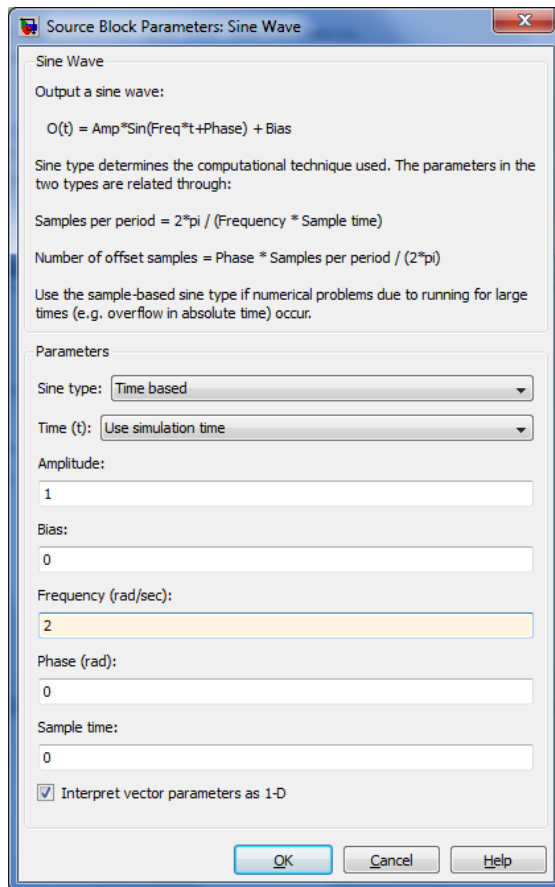 Source Block Parameters: Sine Wave
Sine Wave
Output a sine wave:
O(t) = Amp*Sin(Freq*t+Phase) + Bias
Sine type determines the computational technique used. The parameters in the
two types are related through:
Samples per period = 2*pi / (Frequency * Sample time)
Number of offset samples = Phase * Samples per period / (2*pi)
Use the sample-based sine type if numerical problems due to running for large
times (e.g. overflow in absolute time) occur.
Parameters
Sine type: Time based
Time (t): Use simulation time
Amplitude:
1
Bias:
0
Frequency (rad/sec):
2
Phase (rad):
0
Sample time:
0
Interpret vector parameters as 1-D
OK Cancel Help